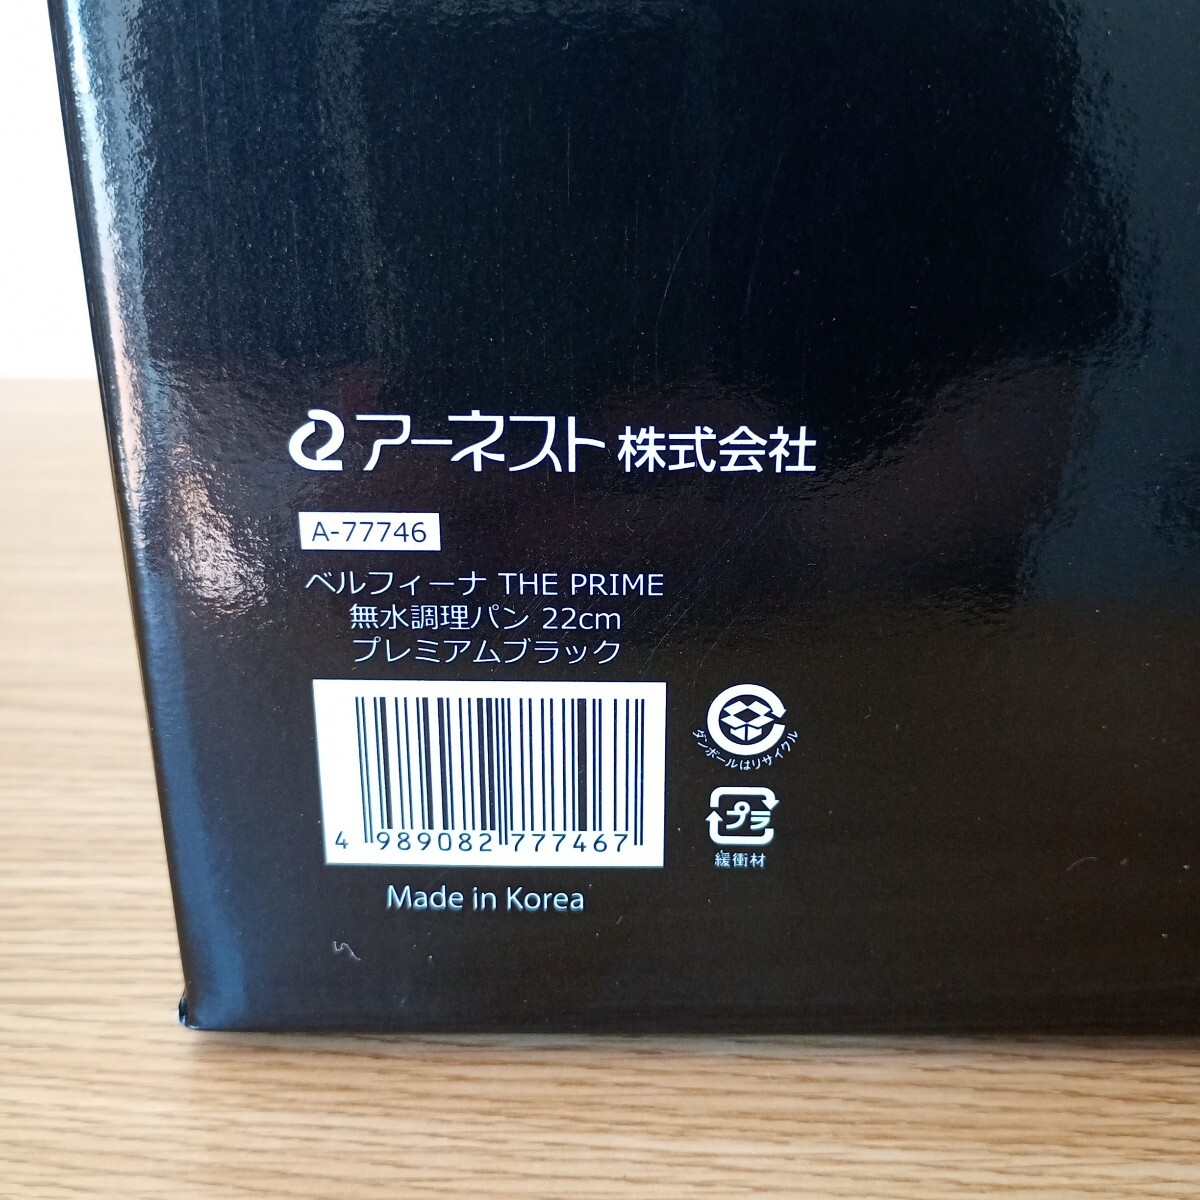 アーネスト 株式会社
A-77746
ベルフィーナ THE PRIME
無水調理パン 22cm
プレミアムブラック
4 989082 777467
Made in Korea
ダンボールはリサイクル
プラ
緩衝材